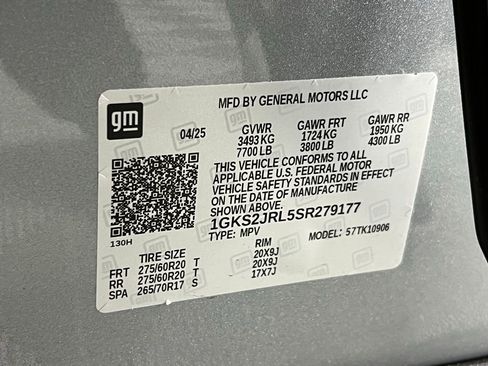 gm
MFD BY GENERAL MOTORS LLC
04/25 GVWR GAWR FRT GAWR RR
3493 KG 1724 KG 1950 KG
7700 LB 3800 LB 4300 LB
THIS VEHICLE CONFORMS TO ALL
APPLICABLE U.S. FEDERAL MOTOR
VEHICLE SAFETY STANDARDS IN EFFECT
ON THE DATE OF MANUFACTURE
SHOWN ABOVE.
1GKS2JRL5SR279177
TYPE: MPV MODEL: 57TK10906
130H
TIRE SIZE RIM
FRT 275/60R20 T 20X9J
RR 275/60R20 T 20X9J
SPA 265/70R17 S 17X7J